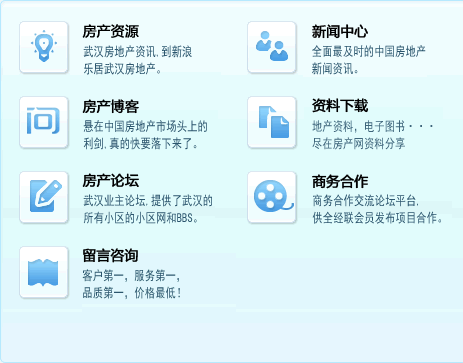 房产资源
武汉房地产资讯,到新浪
乐居武汉房地产。
新闻中心
全面最及时的中国房地产
新闻资讯。
房产博客
悬在中国房地产市场头上的
利剑,真的快要落下来了。
资料下载
地产资料，电子图书···
尽在房产网资料分享
房产论坛
武汉业主论坛,提供了武汉的
所有小区的小区网和BBS。
商务合作
商务合作交流论坛平台,
供全经联会员发布项目合作。
留言咨询
客户第一，服务第一，
品质第一，价格最低！